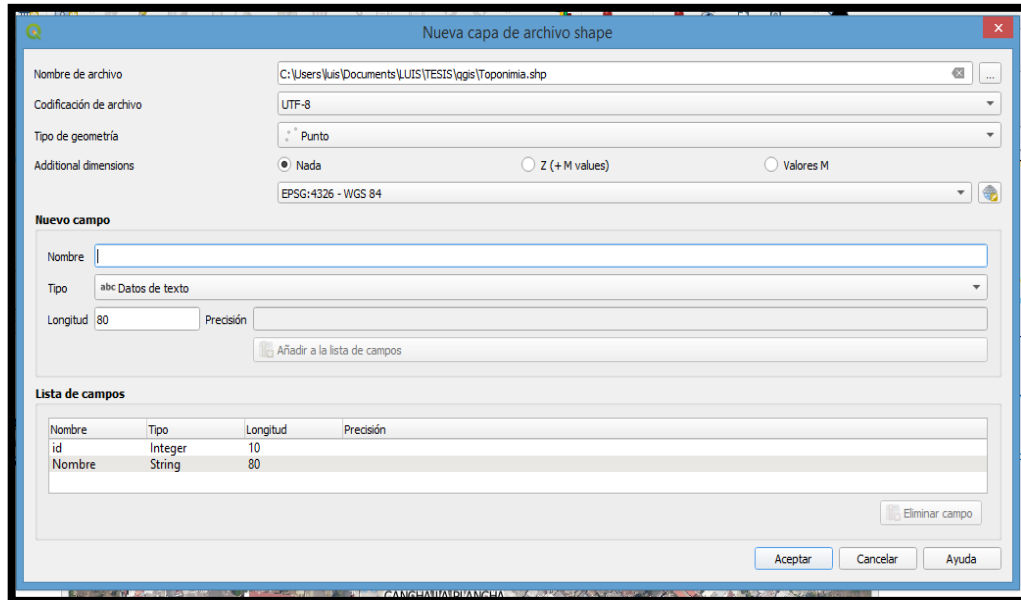 Nueva capa de archivo shape
Nombre de archivo
C:\Users\luis\Documents\LUIS\TESIS\qgis\Toponimia.shp
...
Codificación de archivo
UTF-8
Tipo de geometría
Punto
Additional dimensions
Nada
Z (+ M values)
Valores M
EPSG:4326 - WGS 84
Nuevo campo
Nombre
Tipo
abc Datos de texto
Longitud 80
Precisión
Añadir a la lista de campos
Lista de campos
Nombre Tipo Longitud Precisión
id Integer 10
Nombre String 80
Eliminar campo
Aceptar
Cancelar
Ayuda